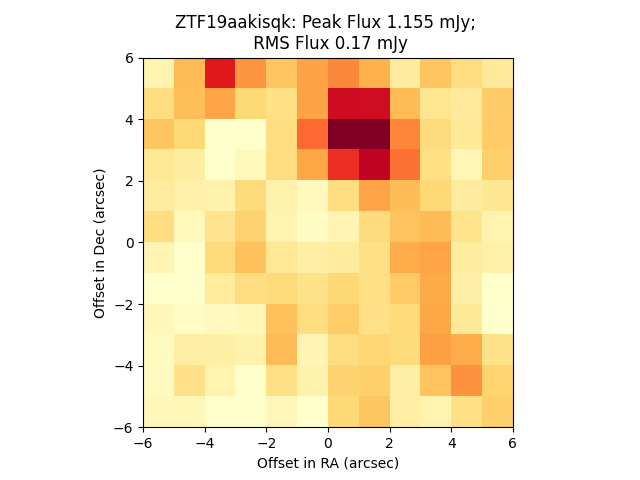 ZTF19aakisqk: Peak Flux 1.155 mJy;
RMS Flux 0.17 mJy
6
4
2
0
−2
−4
−6
Offset in Dec (arcsec)
−6 −4 −2 0 2 4 6
Offset in RA (arcsec)